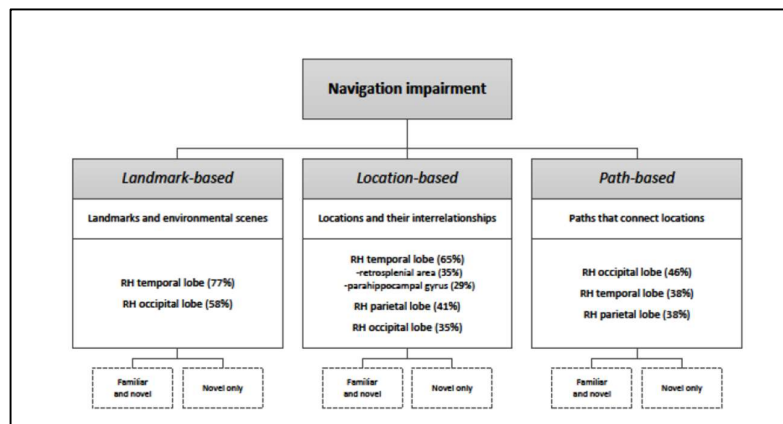 Navigation impairment
Landmark-based
Landmarks and environmental scenes
RH temporal lobe (77%)
RH occipital lobe (58%)
Familiar
and novel
Novel only
Location-based
Locations and their interrelationships
RH temporal lobe (65%)
-retrosplenial area (35%)
-parahippocampal gyrus (29%)
RH parietal lobe (41%)
RH occipital lobe (35%)
Familiar
and novel
Novel only
Path-based
Paths that connect locations
RH occipital lobe (46%)
RH temporal lobe (38%)
RH parietal lobe (38%)
Familiar
and novel
Novel only